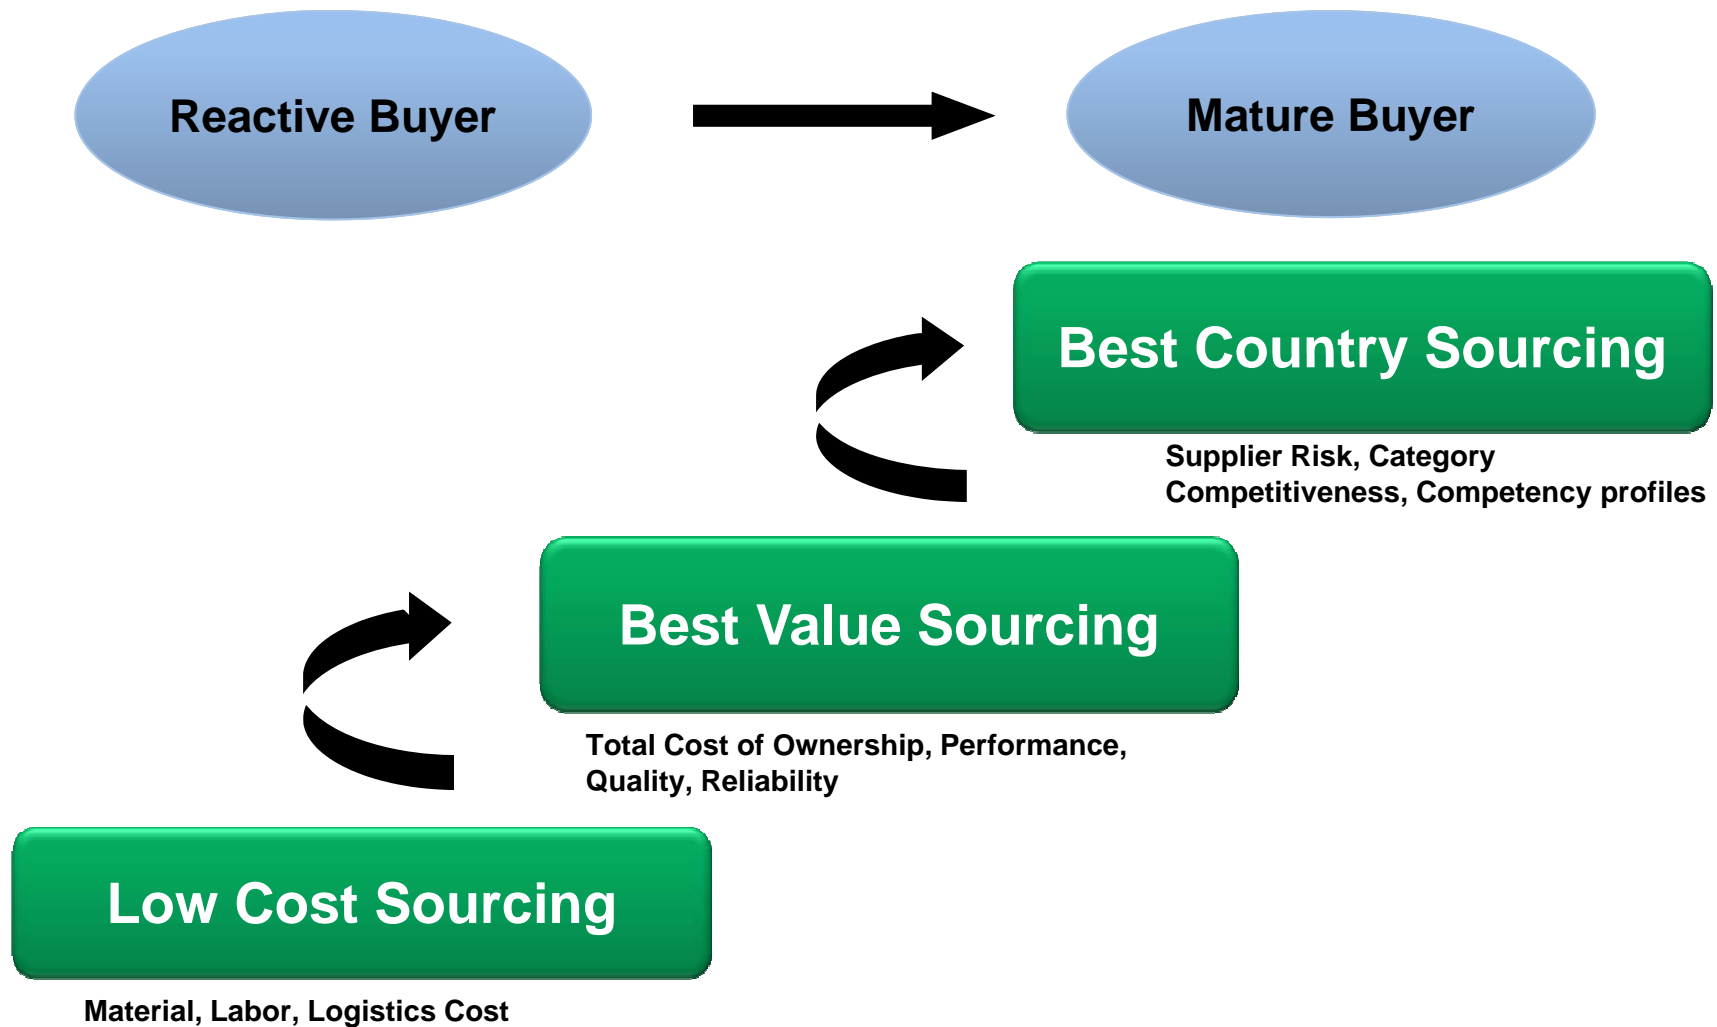 Reactive Buyer
Mature Buyer
Best Country Sourcing
Supplier Risk, Category
Competitiveness, Competency profiles
Best Value Sourcing
Total Cost of Ownership, Performance,
Quality, Reliability
Low Cost Sourcing
Material, Labor, Logistics Cost